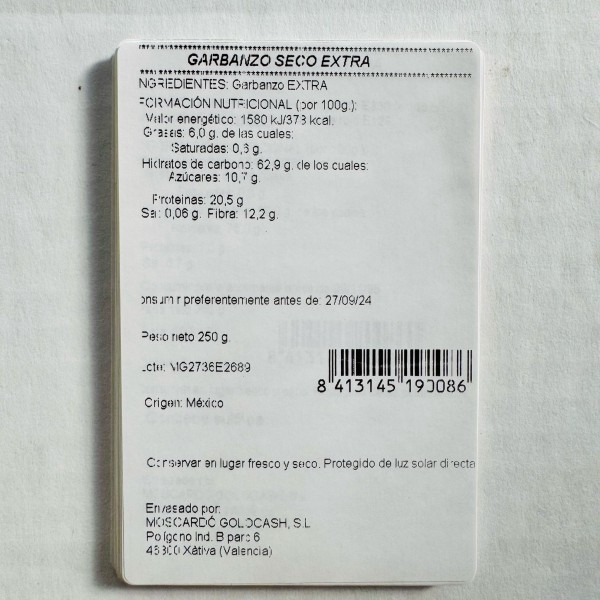 GARBANZO SECO EXTRA
INGREDIENTES: Garbanzo EXTRA
FORMACIÓN NUTRICIONAL (por 100g.):
Valor energético: 1580 kJ/378 kcal.
Grasas: 6,0 g. de las cuales:
Saturadas: 0,6 g.
Hidratos de carbono: 62,9 g. de los cuales:
Azúcares: 10,7 g.
Proteinas: 20,5 g
Sal: 0,06 g. Fibra: 12,2 g.
onsumir preferentemente antes de: 27/09/24
Peso neto 250 g.
Lote: MG2736E2689
8 413145 190086
Origen: México
Conservar en lugar fresco y seco. Protegido de luz solar directa
Envasado por:
MOSCARDÓ GOLDCASH, S.L
Polígono Ind. B parc 6
46800 Xàtiva (Valencia)